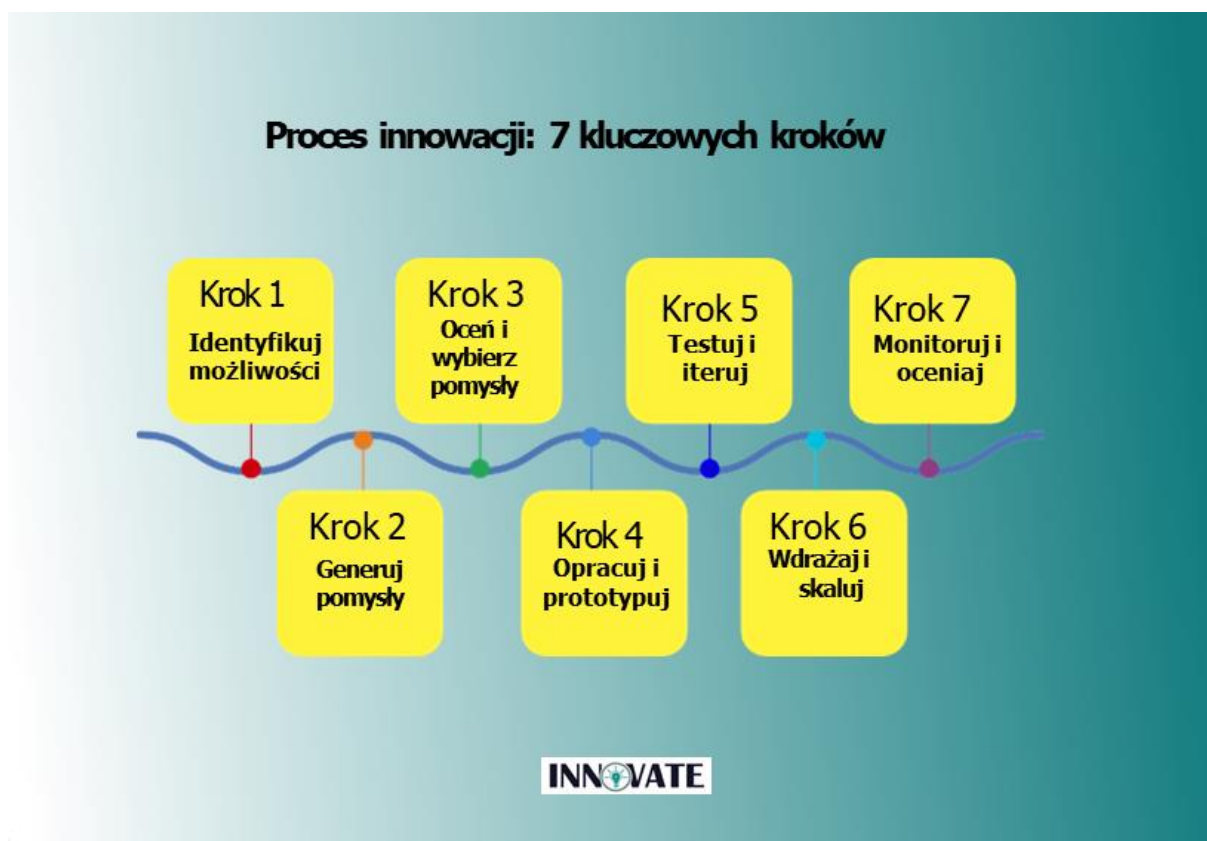 Proces innowacji: 7 kluczowych kroków
Krok 1
Identyfikuj
możliwości
Krok 2
Generuj
pomysły
Krok 3
Oceń i
wybierz
pomysły
Krok 4
Opracuj i
prototypuj
Krok 5
Testuj i
iteruj
Krok 6
Wdrażaj i
skaluj
Krok 7
Monitoruj i
oceniaj
INNOVATE